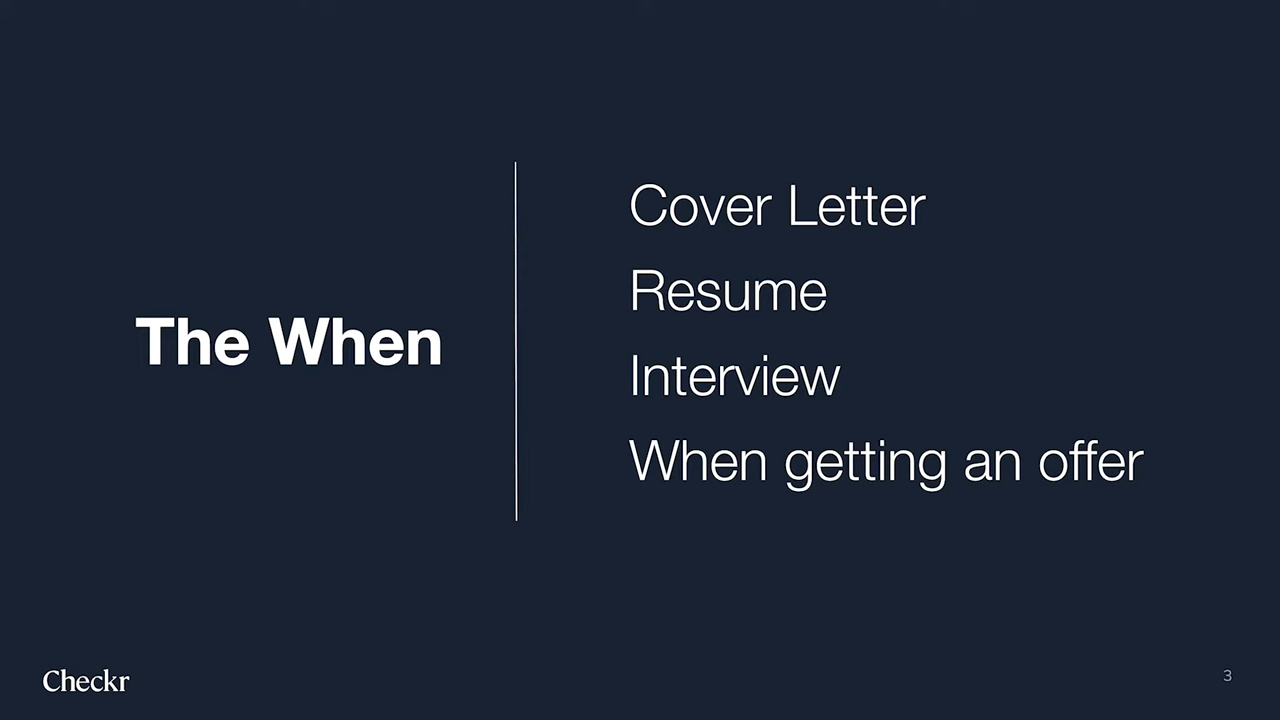 The When
Cover Letter
Resume
Interview
When getting an offer
Checkr
3